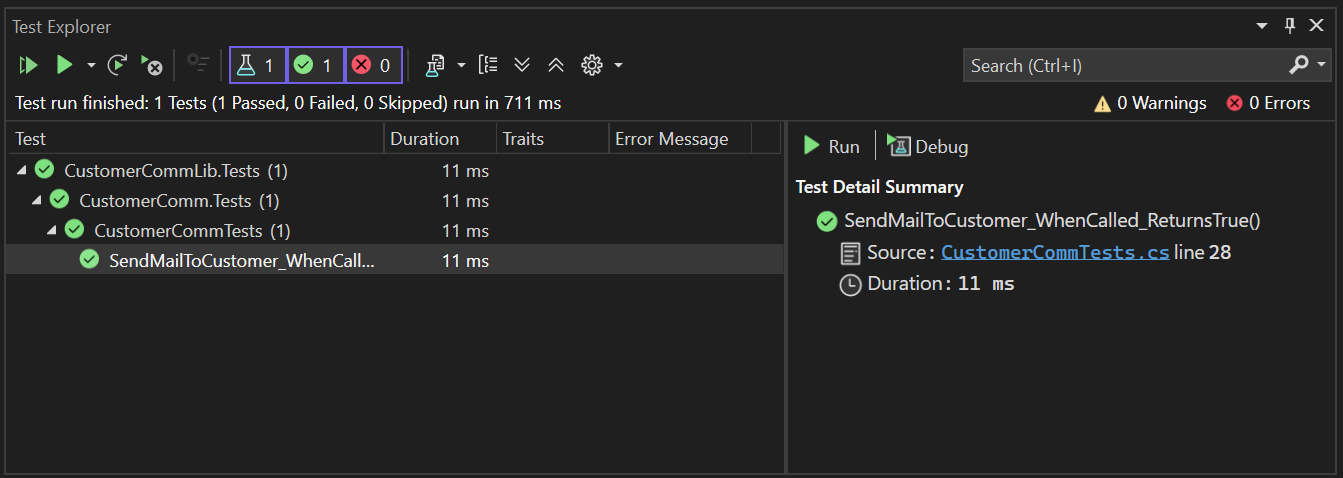 Test Explorer
1 1 0
Search (Ctrl+I)
Test run finished: 1 Tests (1 Passed, 0 Failed, 0 Skipped) run in 711 ms
0 Warnings 0 Errors
Test Duration Traits Error Message
CustomerCommLib.Tests (1) 11 ms
CustomerComm.Tests (1) 11 ms
CustomerCommTests (1) 11 ms
SendMailToCustomer_WhenCall... 11 ms
Run Debug
Test Detail Summary
SendMailToCustomer_WhenCalled_ReturnsTrue()
Source: CustomerCommTests.cs line 28
Duration: 11 ms